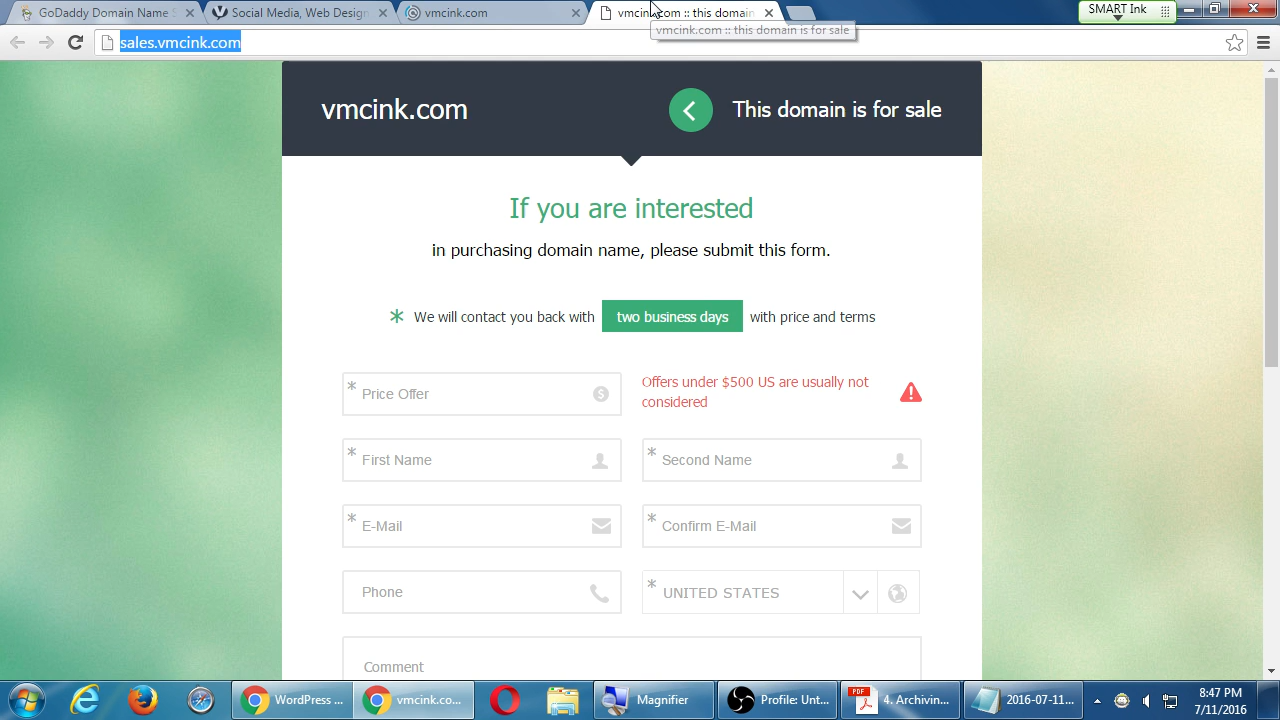 GoDaddy Domain Name S
Social Media, Web Design
vmcink.com
vmcink.com :: this domain
SMART Ink
sales.vmcink.com
vmcink.com :: this domain is for sale
vmcink.com
This domain is for sale
If you are interested
in purchasing domain name, please submit this form.
* We will contact you back with two business days with price and terms
* Price Offer
Offers under $500 US are usually not
considered
* First Name
* Second Name
* E-Mail
* Confirm E-Mail
Phone
* UNITED STATES
Comment
WordPress ...
vmcink.co...
Magnifier
Profile: Unt...
4. Archivin...
2016-07-11...
8:47 PM
7/11/2016